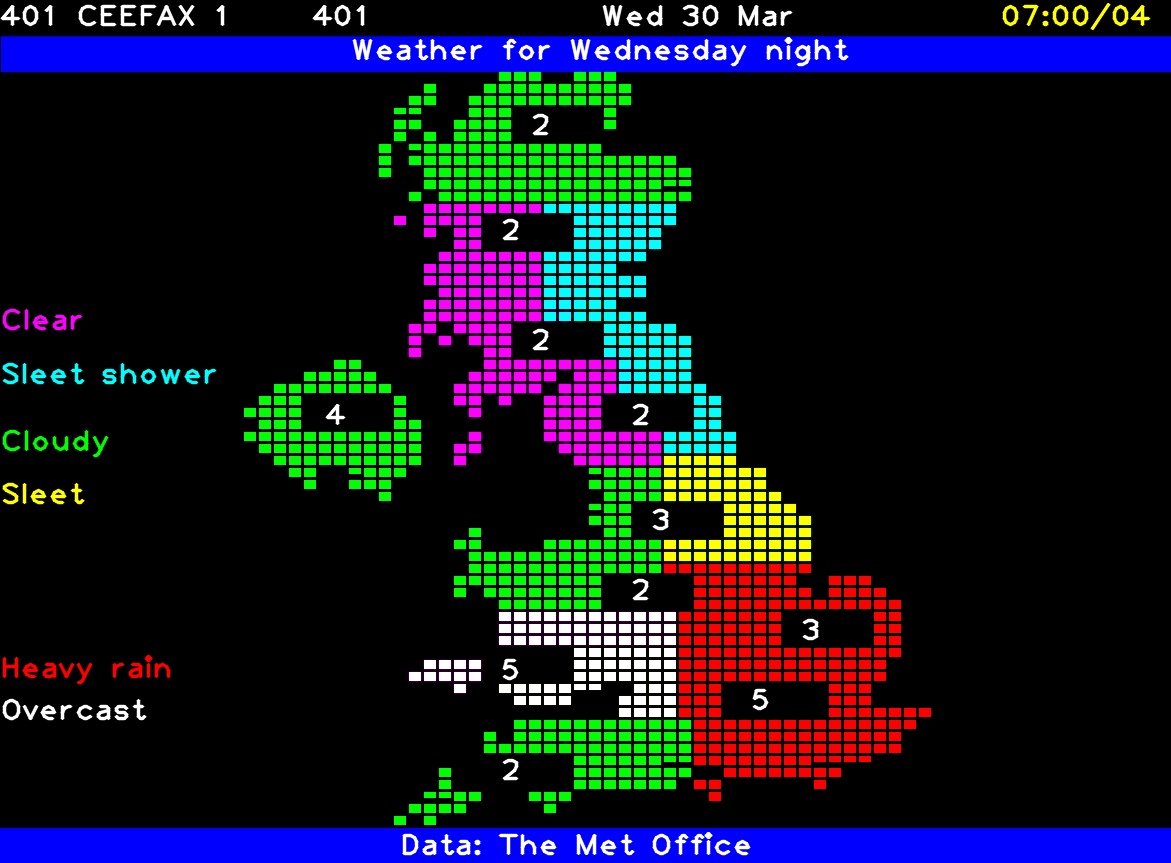 401 CEEFAX 1 401 Wed 30 Mar 07:00/04
Weather for Wednesday night
2
2
Clear
2
Sleet shower
4 2
Cloudy
Sleet
3
2
3
Heavy rain 5
5
Overcast
2
Data: The Met Office